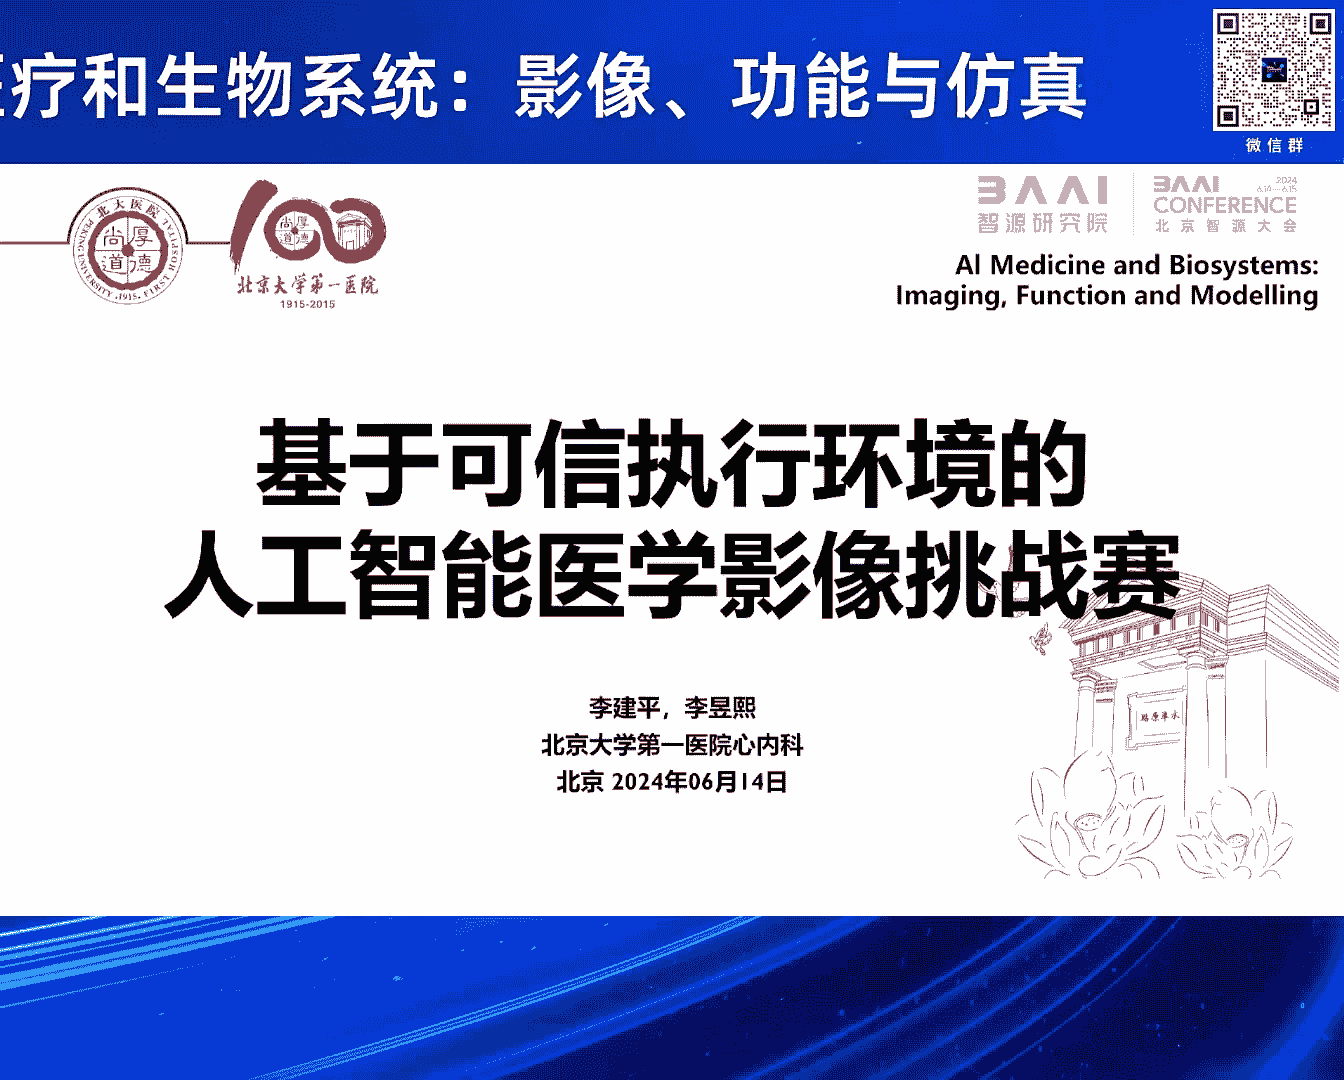 疗和生物系统：影像、功能与仿真
微信群
北大医院
PEKING UNIVERSITY FIRST HOSPITAL
·1915·
厚德尚道
100
北京大学第一医院
1915-2015
BAAI
智源研究院
2024
6.14—6.15
BAAI
CONFERENCE
北京智源大会
AI Medicine and Biosystems:
Imaging, Function and Modelling
基于可信执行环境的
人工智能医学影像挑战赛
李建平，李昱熙
北京大学第一医院心内科
北京 2024年06月14日